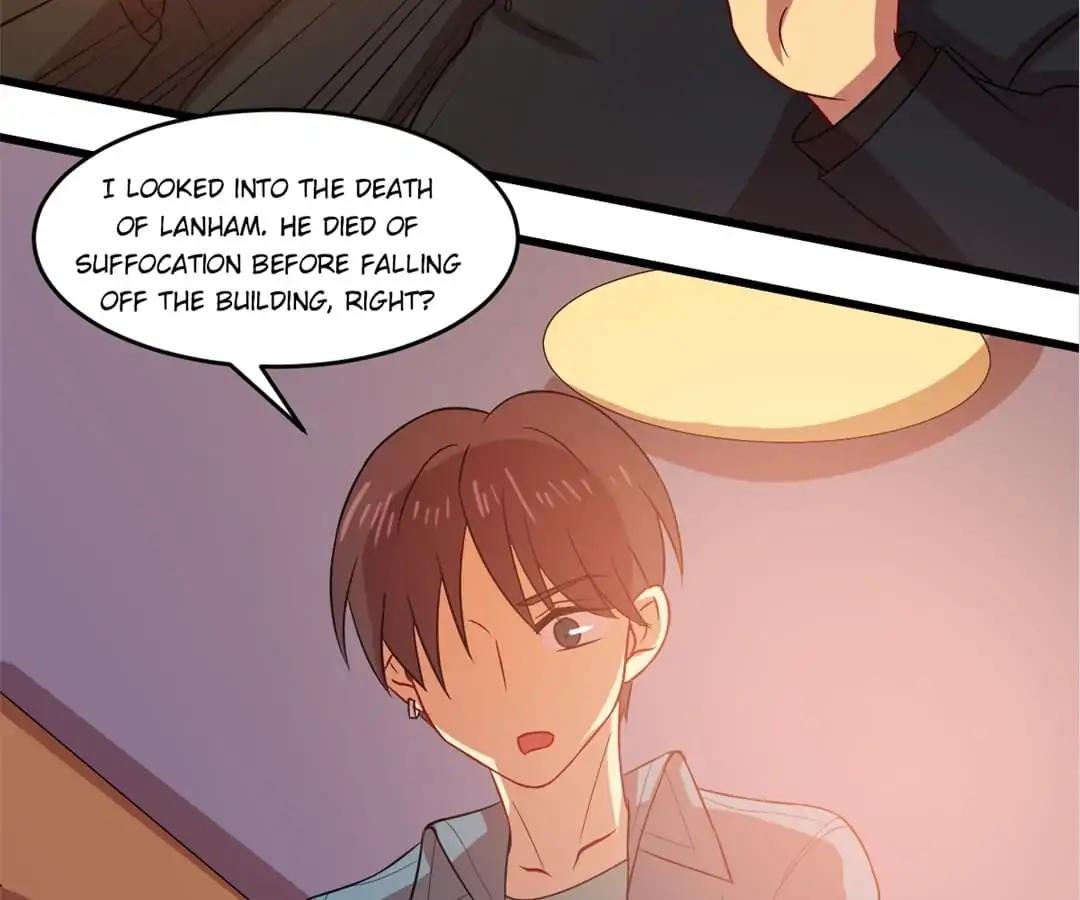 I LOOKED INTO THE DEATH
OF LANHAM. HE DIED OF
SUFFOCATION BEFORE FALLING
OFF THE BUILDING, RIGHT?